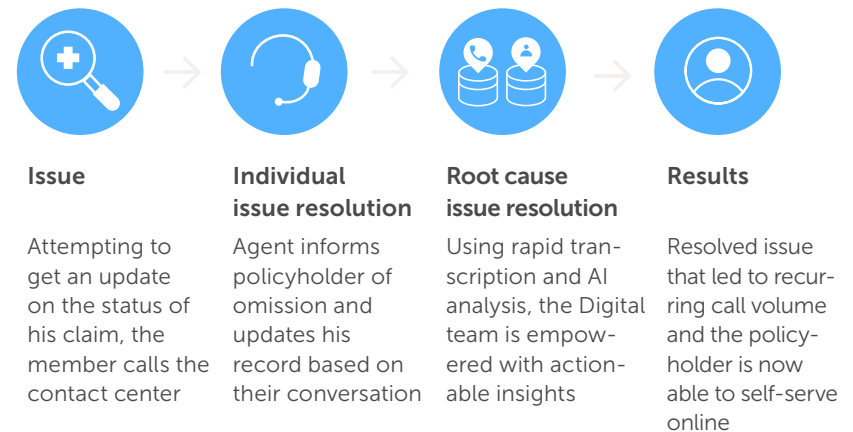 Issue
Attempting to
get an update
on the status of
his claim, the
member calls the
contact center
Individual
issue resolution
Agent informs
policyholder of
omission and
updates his
record based on
their conversation
Root cause
issue resolution
Using rapid tran-
scription and AI
analysis, the Digital
team is empow-
ered with action-
able insights
Results
Resolved issue
that led to recur-
ring call volume
and the policy-
holder is now
able to self-serve
online